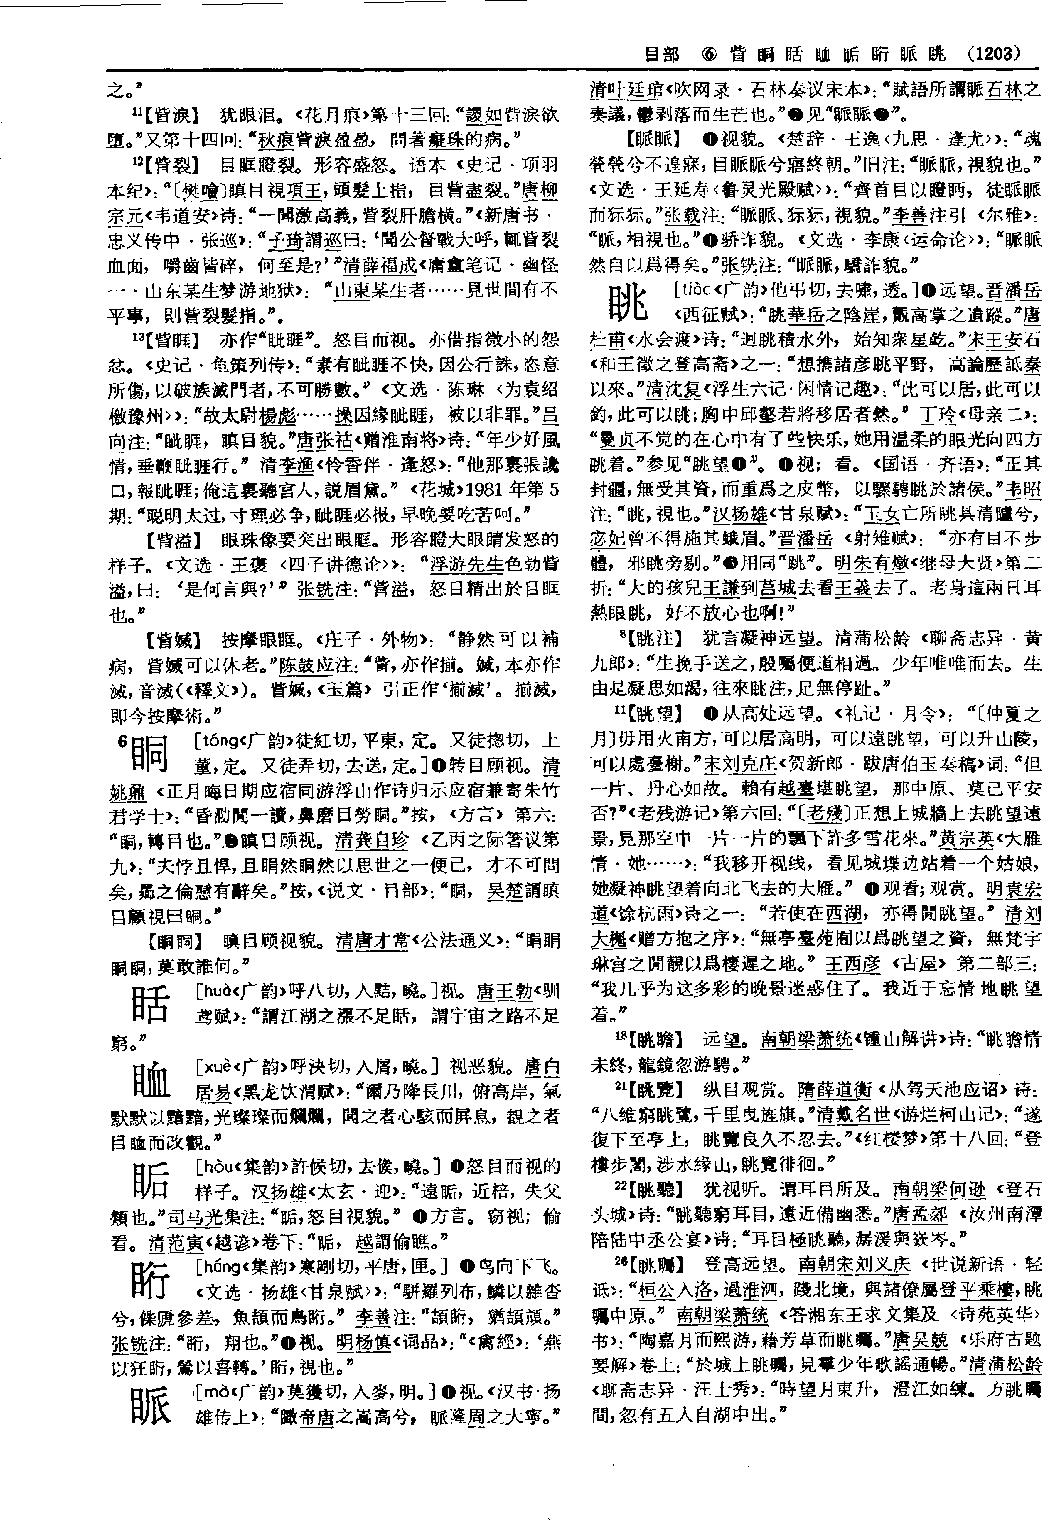 目部 ⑥ 眥 眮 䀨 䀏 䀌 䀪 眽 眺 (1203)
之。”
¹¹【眥淚】 犹眼泪。《花月痕》第十三回：“謖如眥淚欲
墮。”又第十四回：“秋痕眥淚盈盈，問着癡珠的病。”
¹²【眥裂】 目眶瞪裂。形容盛怒。语本《史记·项羽
本纪》：“〔樊噲〕瞋目視項王，頭髮上指，目眥盡裂。”唐柳
宗元《韦道安》诗：“一聞激高義，眥裂肝膽横。”《新唐书·
忠义传中·张巡》：“子琦謂巡曰：‘聞公督戰大呼，輒眥裂
血面，嚼齒皆碎，何至是？’”清薛福成《庸盦笔记·幽怪
一·山东某生梦游地狱》：“山東某生者……見世間有不
平事，則眥裂髮指。”
¹³【眥睚】 亦作“眦睚”。怒目而视。亦借指微小的怨
忿。《史记·龟策列传》：“素有眦睚不快，因公行誅，恣意
所傷，以破族滅門者，不可勝數。”《文选·陈琳〈为袁绍
檄豫州〉》：“故太尉楊彪……操因緣眦睚，被以非罪。”吕
向注：“眦睚，瞋目貌。”唐张祜《赠淮南将》诗：“年少好風
情，垂鞭眦睚行。”清李渔《怜香伴·逢怒》：“他那裏張讒
口，報眦睚；俺這裏聽宫人，説眉黛。”《花城》1981年第5
期：“聪明太过，寸理必争，眦睚必报，早晚要吃苦呵。”
【眥溢】 眼珠像要突出眼眶。形容瞪大眼睛发怒的
样子。《文选·王褒〈四子讲德论〉》：“浮游先生色勃眥
溢，曰：‘是何言與？’”张铣注：“眥溢，怒目精出於目眶
也。”
【眥媙】 按摩眼眶。《庄子·外物》：“静然可以補
病，眥媙可以休老。”陈鼓应注：“眥，亦作揃。媙，本亦作
滅，音滅（《釋文》）。眥媙，《玉篇》引正作‘揃滅’。揃滅，
即今按摩術。”
⁶眮 [tóng《广韵》徒紅切，平東，定。又徒揔切，上
董，定。又徒弄切，去送，定。]❶转目顾视。清
姚燮《正月晦日期应宿同游浮山作诗归示应宿兼寄朱竹
君学士》：“昏眵閒一讀，鼻磨目勞眮。”按，《方言》第六：
“眮，轉目也。”❷瞋目顾视。清龚自珍《乙丙之际箸议第
九》：“夫悖且悍，且睊然眮然以思世之一便己，才不可問
矣，曏之倫慝有辭矣。”按，《说文·目部》：“眮，吴楚謂瞋
目顧視曰眮。”
【眮眮】 瞋目顾视貌。清唐才常《公法通义》：“睊睊
眮眮，莫敢誰何。”
䀨 [huà《广韵》呼八切，入黠，曉。]视。唐王勃《驯
鸢赋》：“謂江湖之漲不足䀨，謂宇宙之路不足
窮。”
䀏 [xuè《广韵》呼決切，入屑，曉。] 视恶貌。唐白
居易《黑龙饮渭赋》：“爾乃降長川，俯高岸，氣
默默以黯黯，光璨璨而爛爛，聞之者心駭而屏息，覩之者
目䀏而改觀。”
䀌 [hòu《集韵》許候切，去候，曉。] ❶怒目而视的
样子。汉扬雄《太玄·迎》：“遠䀌，近梧，失父
類也。”司马光集注：“䀌，怒目視貌。” ❷方言。窃视；偷
看。清范寅《越谚》卷下：“䀌，越謂偷瞧。”
䀪 [háng《集韵》寒剛切，平唐，匣。] ❶鸟向下飞。
《文选·扬雄〈甘泉赋〉》：“駢羅列布，鱗以雜沓
兮，傂傂參差，魚頡而鳥䀪。”李善注：“頡䀪，猶頡頏。”
张铣注：“䀪，翔也。”❷视。明杨慎《词品》：“《禽經》：‘燕
以狂䀪，鶯以喜轉。’䀪，视也。”
眽 [mò《广韵》莫獲切，入麥，明。]❶视。《汉书·扬
雄传上》：“瞰帝唐之嵩高兮，眽隆周之大寧。”
清叶廷琯《吹网录·石林奏议宋本》：“賦語所謂眽石林之
奏議，鬱剥落而生芒也。”❷见“眽眽❷”。
【眽眽】 ❶视貌。《楚辞·王逸〈九思·逢尤〉》：“魂
煢煢兮不遑寐，目眽眽兮寤終朝。”旧注：“眽眽，視貌也。”
《文选·王延寿〈鲁灵光殿赋〉》：“齊首目以瞪眄，徒眽眽
而狋狋。”张载注：“眽眽、狋狋，視貌。”李善注引《尔雅》：
“眽，相視也。”❷骄诈貌。《文选·李康〈运命论〉》：“眽眽
然自以爲得矣。”张铣注：“眽眽，驕詐貌。”
眺 [tiào《广韵》他弔切，去嘯，透。]❶远望。晋潘岳
《西征赋》：“眺華岳之陰崖，覿高掌之遺蹤。”唐
杜甫《水会渡》诗：“迥眺積水外，始知衆星乾。”宋王安石
《和王徵之登高斋》之一：“想攜諸彦眺平野，高論歷詆秦
以來。”清沈复《浮生六记·闲情记趣》：“此可以居，此可以
釣，此可以眺；胸中邱壑若將移居者然。”丁玲《母亲二》：
“曼贞不觉的在心中有了些快乐，她用温柔的眼光向四方
眺着。”参见“眺望❶”。❷视；看。《国语·齐语》：“正其
封疆，無受其資，而重爲之皮幣，以驟聘眺於諸侯。”韦昭
注：“眺，視也。”汉扬雄《甘泉赋》：“玉女亡所眺其清矑兮，
宓妃曾不得施其蛾眉。”晋潘岳《射雉赋》：“亦有目不步
體，邪眺旁剔。”❸用同“跳”。明朱有燉《继母大贤》第二
折：“大的孩兒王謙到莒城去看王義去了。老身這兩日耳
熱眼眺，好不放心也啊！”
⁸【眺注】 犹言凝神远望。清蒲松龄《聊斋志异·黄
九郎》：“生挽手送之，殷囑便道相過。少年唯唯而去。生
由是凝思如渴，往來眺注，足無停趾。”
¹¹【眺望】 ❶从高处远望。《礼记·月令》：“〔仲夏之
月〕毋用火南方，可以居高明，可以遠眺望，可以升山陵，
可以處臺榭。”宋刘克庄《贺新郎·跋唐伯玉奏稿》词：“但
一片、丹心如故。賴有越臺堪眺望，那中原、莫已平安
否？”《老残游记》第六回：“〔老殘〕正想上城牆上去眺望遠
景，見那空中一片一片的飄下許多雪花來。”黄宗英《大雁
情·她……》：“我移开视线，看见城堞边站着一个姑娘，
她凝神眺望着向北飞去的大雁。” ❷观看；观赏。明袁宏
道《馀杭雨》诗之一：“若使在西湖，亦得閒眺望。”清刘
大櫆《赠方抱之序》：“無亭臺苑囿以爲眺望之資，無梵宇
琳宫之閒靚以爲棲遲之地。”王西彦《古屋》第二部三：
“我几乎为这多彩的晚景迷惑住了。我近于忘情地眺望
着。”
¹³【眺瞻】 远望。南朝梁萧统《锺山解讲》诗：“眺瞻情
未终，龍鏡忽游騁。”
²¹【眺覽】 纵目观赏。隋薛道衡《从驾天池应诏》诗：
“八維窮眺覽，千里曳旌旗。”清戴名世《游烂柯山记》：“遂
復下至亭上，眺覽良久不忍去。”《红楼梦》第十八回：“登
樓步閣，涉水缘山，眺覽徘徊。”
²²【眺聽】 犹视听。谓耳目所及。南朝梁何逊《登石
头城》诗：“眺聽窮耳目，遠近備幽悉。”唐孟郊《汝州南潭
陪陆中丞公宴》诗：“耳目極眺聽，潺湲與嶔岑。”
²⁴【眺矚】 登高远望。南朝宋刘义庆《世说新语·轻
诋》：“桓公入洛，過淮泗，踐北境，與諸僚屬登平乘樓，眺
矚中原。”南朝梁萧统《答湘东王求文集及〈诗苑英华〉
书》：“陶嘉月而熙游，藉芳草而眺矚。”唐吴兢《乐府古题
要解》卷上：“於城上眺矚，見羣少年歌謡通暢。”清蒲松龄
《聊斋志异·汪士秀》：“時望月東升，澄江如練。方眺矚
間，忽有五人自湖中出。”